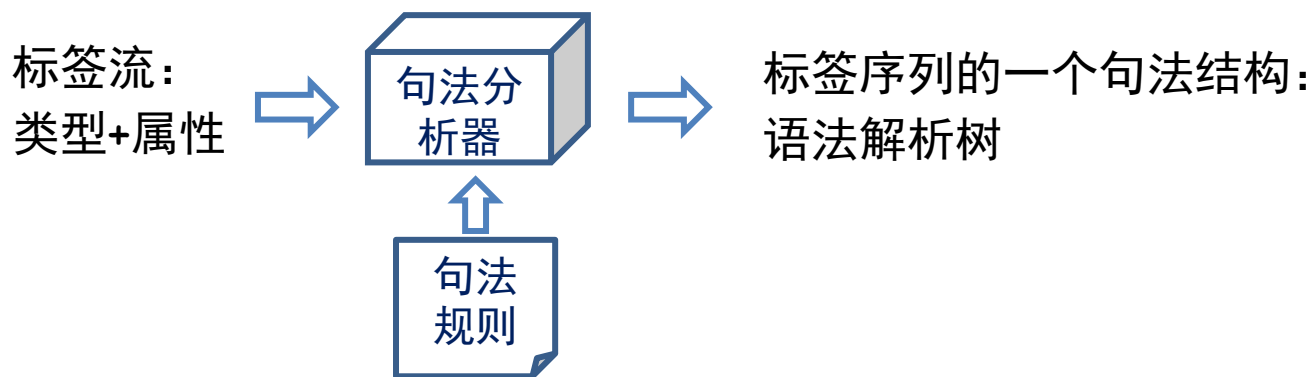 标签流：
类型+属性
句法分
析器
标签序列的一个句法结构：
语法解析树
句法
规则